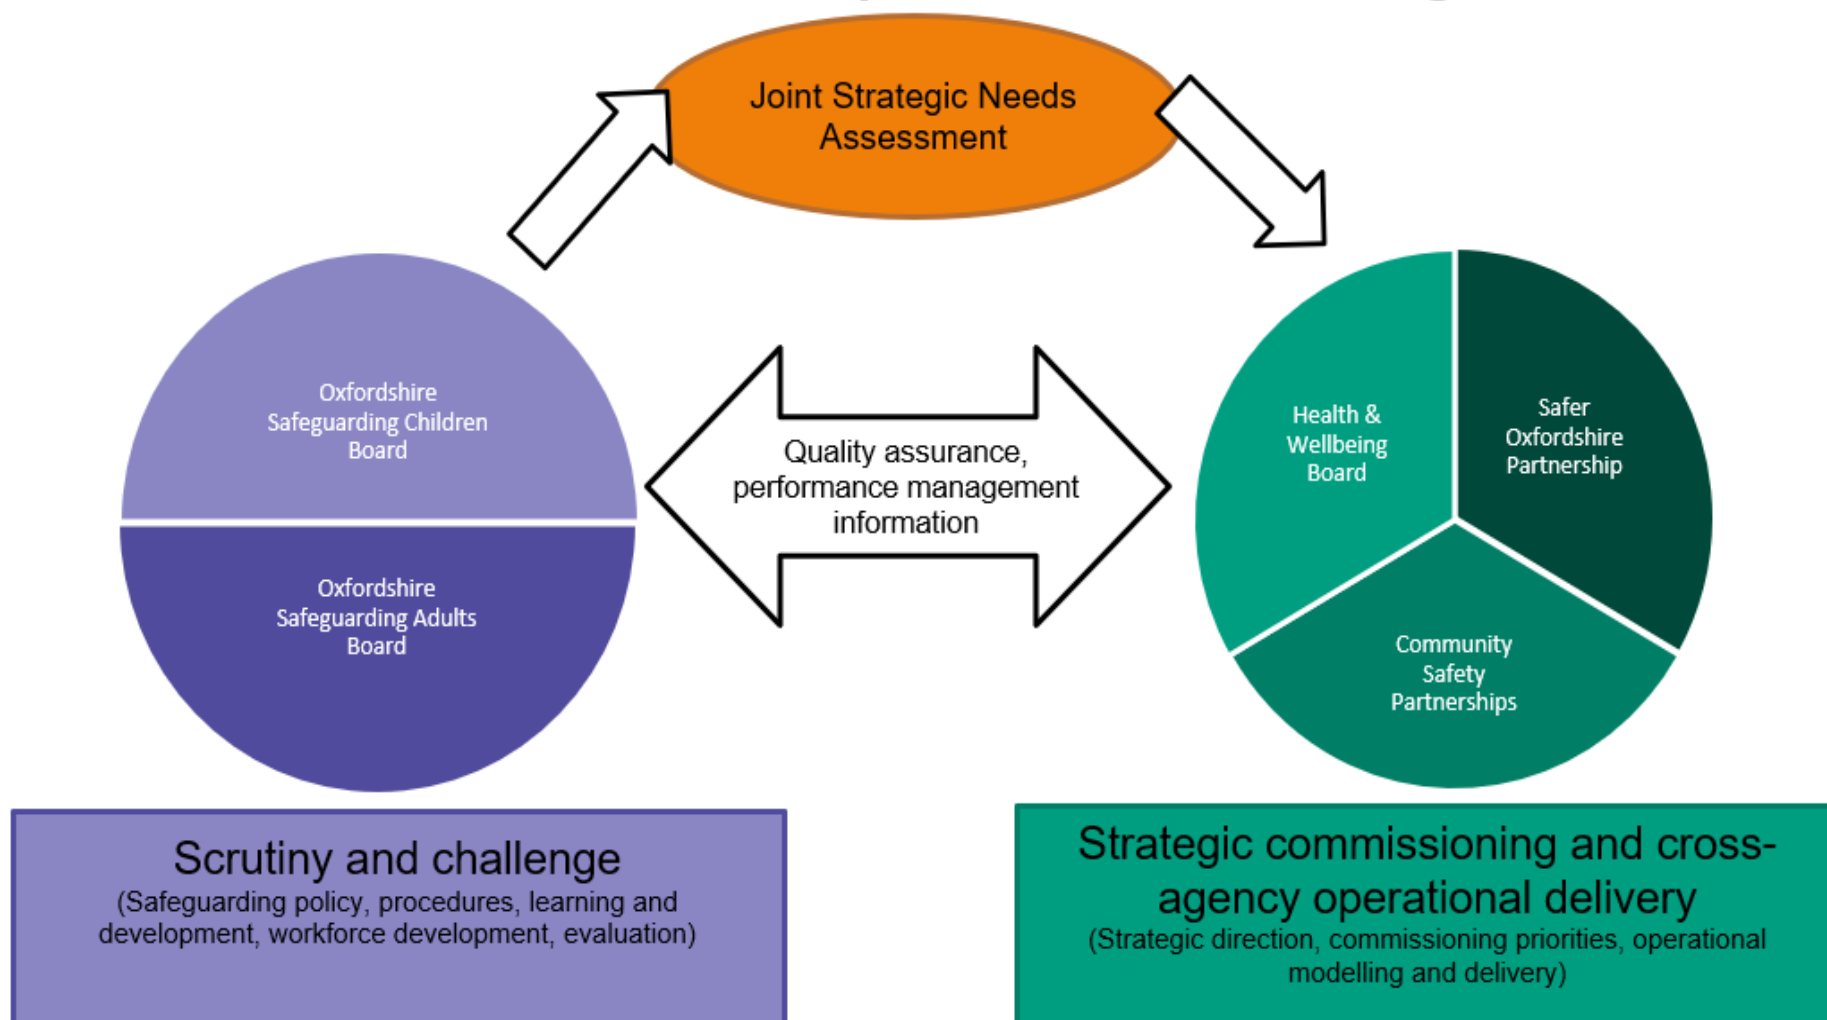 Joint Strategic Needs
Assessment
Oxfordshire
Safeguarding Children
Board
Oxfordshire
Safeguarding Adults
Board
Quality assurance,
performance management
information
Health &
Wellbeing
Board
Safer
Oxfordshire
Partnership
Community
Safety
Partnerships
Scrutiny and challenge
(Safeguarding policy, procedures, learning and
development, workforce development, evaluation)
Strategic commissioning and cross-
agency operational delivery
(Strategic direction, commissioning priorities, operational
modelling and delivery)